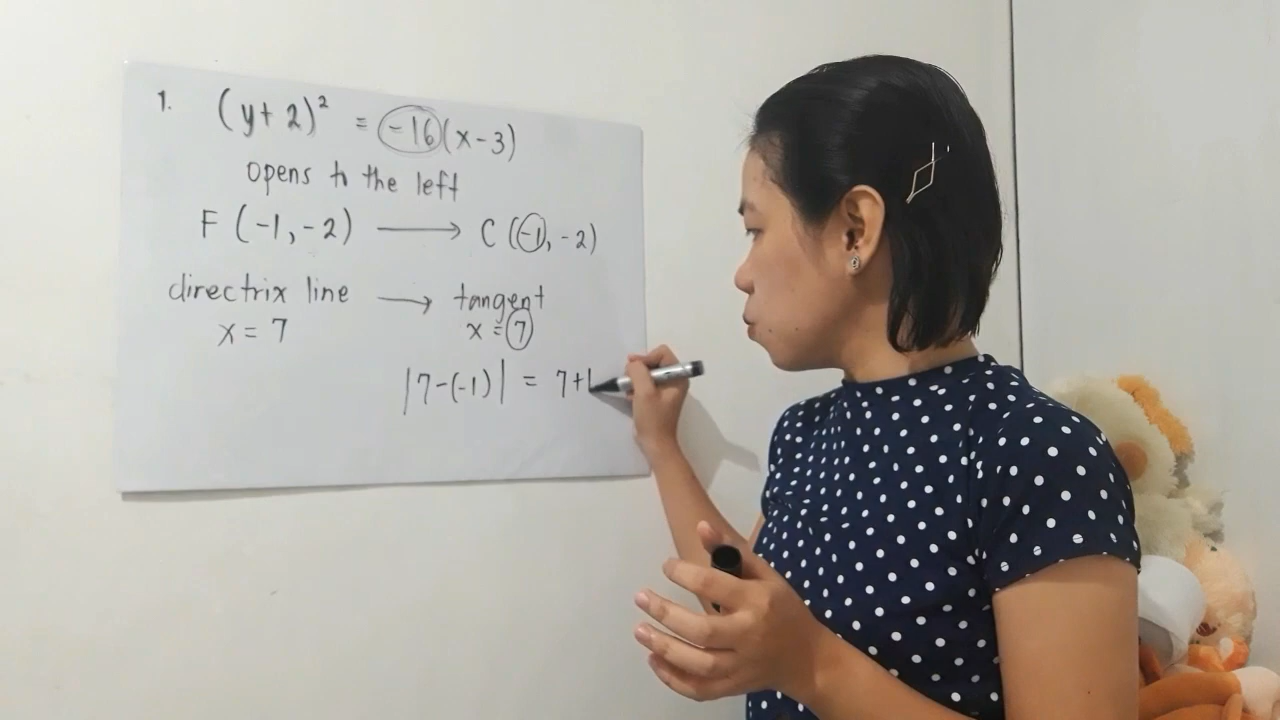 1. (y+2)² = -16(x-3)
opens to the left
F(-1,-2) ⟶ C(-1,-2)
directrix line ⟶ tangent
x=7 x=7
|7-(-1)| = 7+1